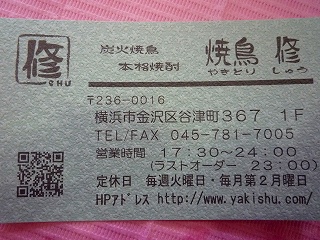 修
SHU
炭火焼鳥
本格焼酎
焼鳥 修
やきとり しゅう
〒236-0016
横浜市金沢区谷津町367 1F
TEL/FAX 045-781-7005
営業時間 17:30~24:00
(ラストオーダー 23:00)
定休日 毎週火曜日・毎月第2月曜日
HPアドレス http://www.yakishu.com/